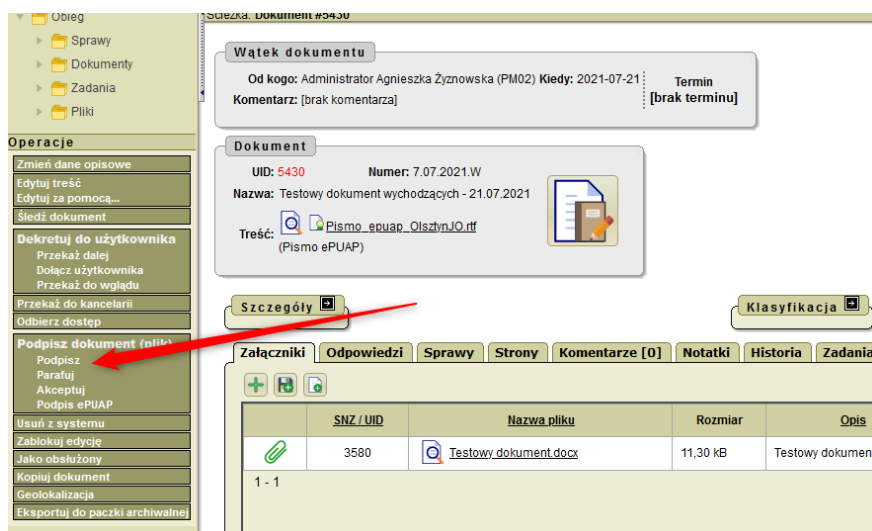 Obieg
Sprawy
Dokumenty
Zadania
Pliki
Operacje
Zmień dane opisowe
Edytuj treść
Edytuj za pomocą...
Śledź dokument
Dekretuj do użytkownika
Przekaż dalej
Dołącz użytkownika
Przekaż do wglądu
Przekaż do kancelarii
Odbierz dostęp
Podpisz dokument (plik)
Podpisz
Parafuj
Akceptuj
Podpis ePUAP
Usuń z systemu
Zablokuj edycję
Jako obsłużony
Kopiuj dokument
Geolokalizacja
Eksportuj do paczki archiwalnej
Ścieżka: Dokument #5430
Wątek dokumentu
Od kogo: Administrator Agnieszka Żyznowska (PM02) Kiedy: 2021-07-21
Komentarz: [brak komentarza]
Termin
[brak terminu]
Dokument
UID: 5430 Numer: 7.07.2021.W
Nazwa: Testowy dokument wychodzących - 21.07.2021
Treść: Pismo_epuap_OlsztynJO.rtf
(Pismo ePUAP)
Szczegóły Klasyfikacja
Załączniki Odpowiedzi Sprawy Strony Komentarze [0] Notatki Historia Zadania
SNZ / UID Nazwa pliku Rozmiar Opis
3580 Testowy dokument.docx 11,30 kB Testowy dokumen
1 - 1